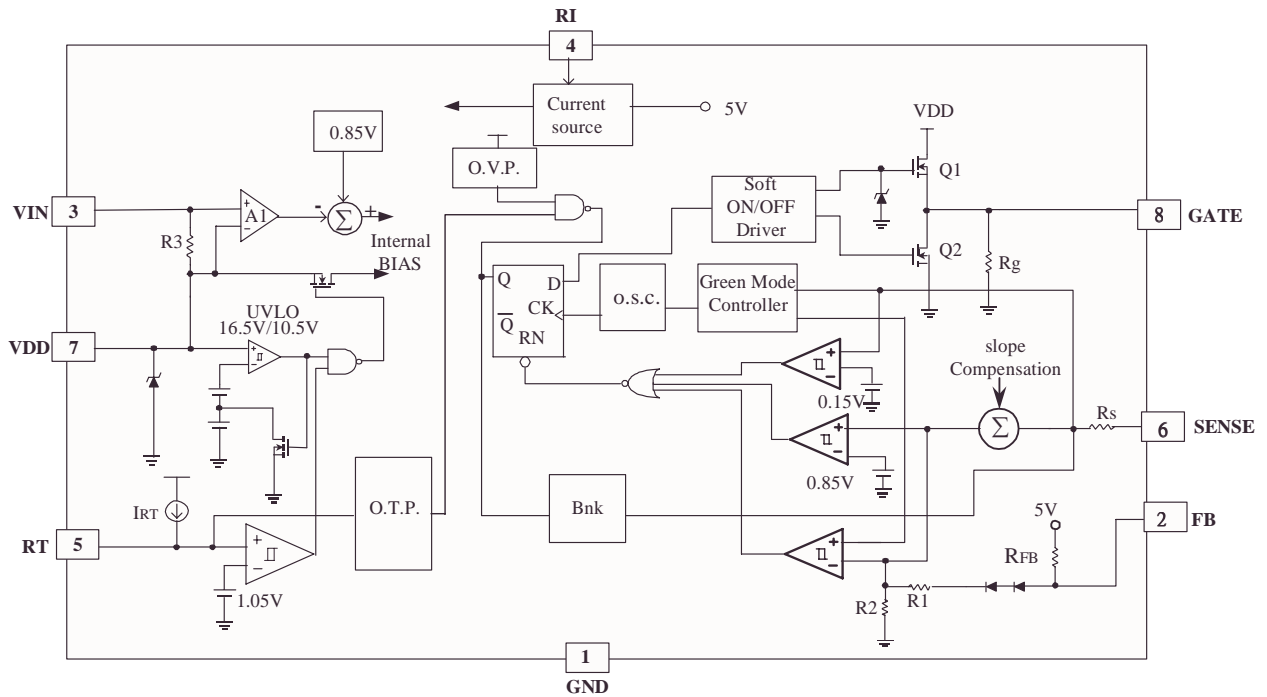 RI
4
Current
source
5V
VDD
0.85V
O.V.P.
Q1
VIN
3
+
A1
-
-
Σ
+
Soft
ON/OFF
Driver
8
GATE
R3
Internal
BIAS
Q2
Rg
Q
D
Q
CK
RN
o.s.c.
Green Mode
Controller
UVLO
16.5V/10.5V
VDD
7
+
-
+
-
0.15V
slope
Compensation
Σ
Rs
6
SENSE
+
-
0.85V
O.T.P.
Bnk
IRT
RT
5
+
-
1.05V
+
-
5V
2
FB
RFB
R1
R2
1
GND